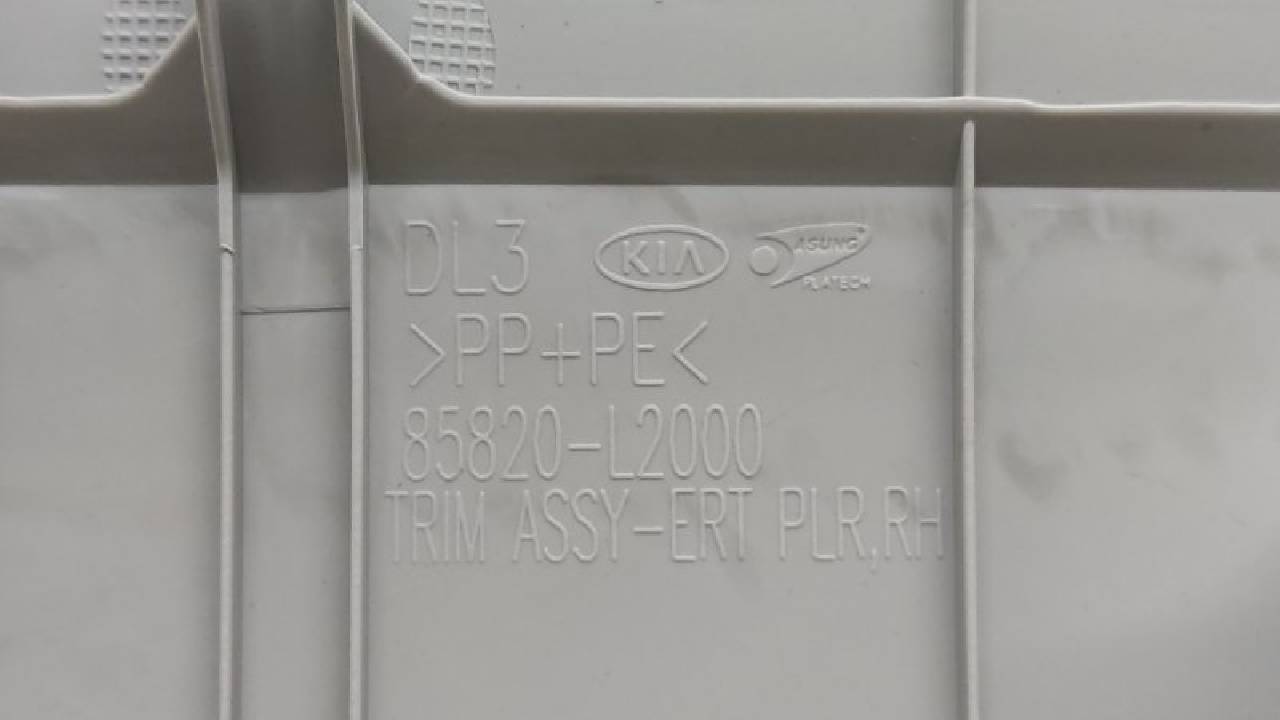 DL3 KIA ASUNG PLATECH
>PP+PE<
85820-L2000
TRIM ASSY-ERT PLR,RH